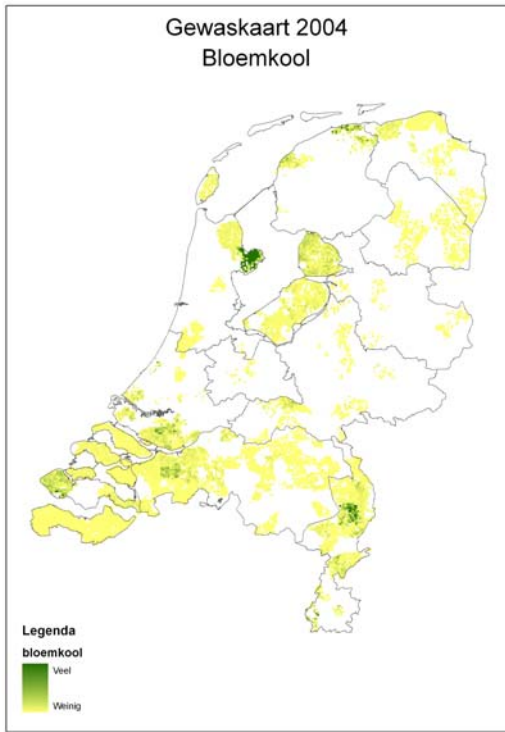 Gewaskaart 2004
Bloemkool
Legenda
bloemkool
Veel
Weinig